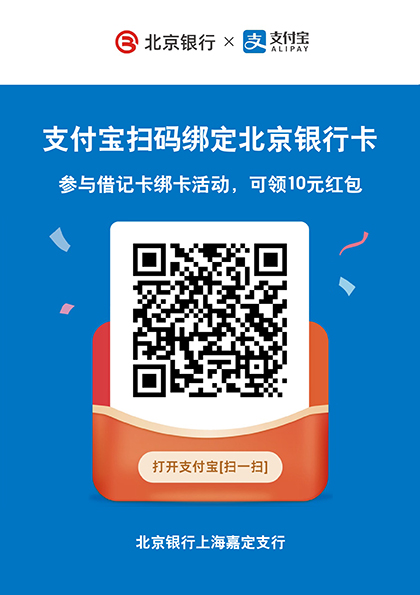 北京银行 × 支付宝
ALIPAY
支付宝扫码绑定北京银行卡
参与借记卡绑卡活动，可领10元红包
打开支付宝[扫一扫]
北京银行上海嘉定支行